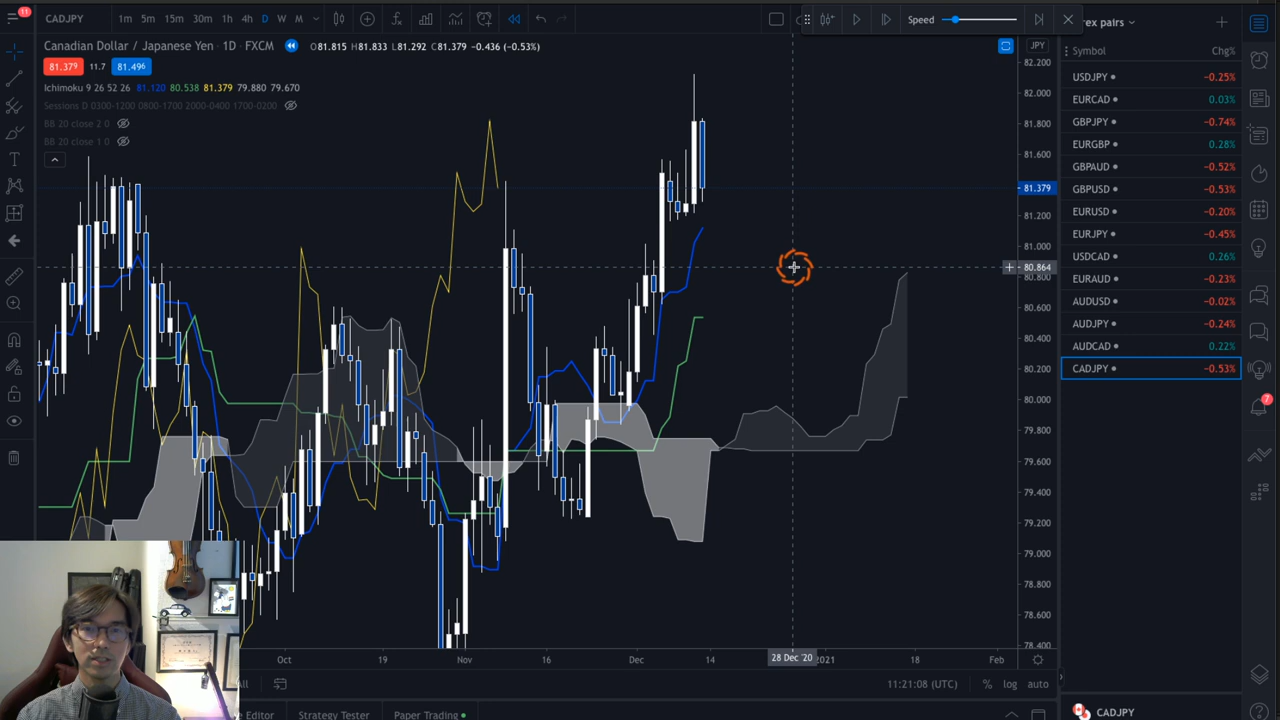 11
CADJPY
1m 5m 15m 30m 1h 4h D W M
Speed
rex pairs
Canadian Dollar / Japanese Yen · 1D · FXCM
O81.815 H81.833 L81.292 C81.379 -0.436 (-0.53%)
JPY
81.379 11.7 81.496
Ichimoku 9 26 52 26 81.120 80.538 81.379 79.880 79.670
Sessions D 0300-1200 0800-1700 2000-0400 1700-0200
BB 20 close 2 0
BB 20 close 1 0
82.200
82.000
81.800
81.600
81.379
81.200
81.000
80.864
80.800
80.600
80.400
80.200
80.000
79.800
79.600
79.400
79.200
79.000
78.800
78.600
78.400
Symbol Chg%
USDJPY -0.25%
EURCAD 0.03%
GBPJPY -0.74%
EURGBP 0.28%
GBPAUD -0.52%
GBPUSD -0.53%
EURUSD -0.20%
EURJPY -0.45%
USDCAD 0.26%
EURAUD -0.23%
AUDUSD -0.02%
AUDJPY -0.24%
AUDCAD 0.22%
CADJPY -0.53%
7
Oct 19 Nov 16 Dec 14 28 Dec '20 2021 18 Feb
All
11:21:08 (UTC) % log auto
e Editor Strategy Tester Paper Trading
CADJPY